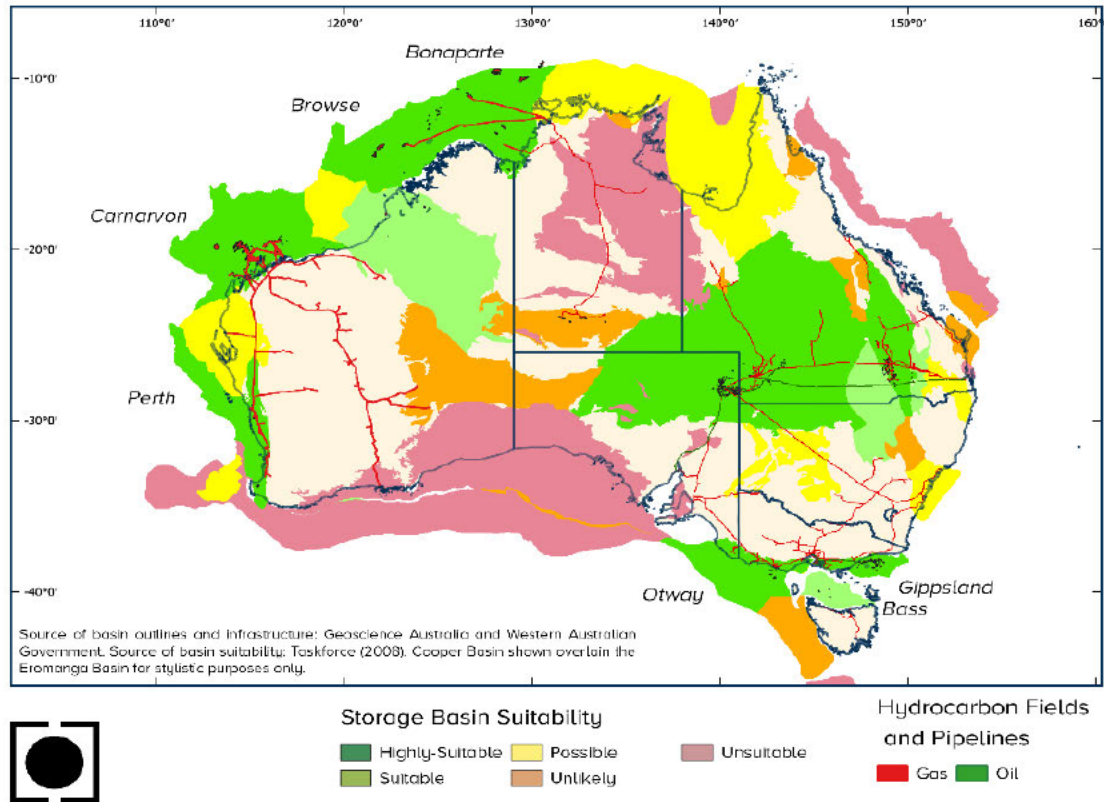 110°0' 120°0' 130°0' 140°0' 150°0' 160°
Bonaparte
-10°0'
Browse
Carnarvon
-20°0'
Perth
-30°0'
Otway
Gippsland
Bass
-40°0'
Source of basin outlines and infrastructure: Geoscience Australia and Western Australian
Government. Source of basin suitability: Taskforce (2008). Cooper Basin shown overlain the
Eromanga Basin for stylistic purposes only.
Storage Basin Suitability
Highly-Suitable Possible Unsuitable
Suitable Unlikely
Hydrocarbon Fields
and Pipelines
Gas Oil